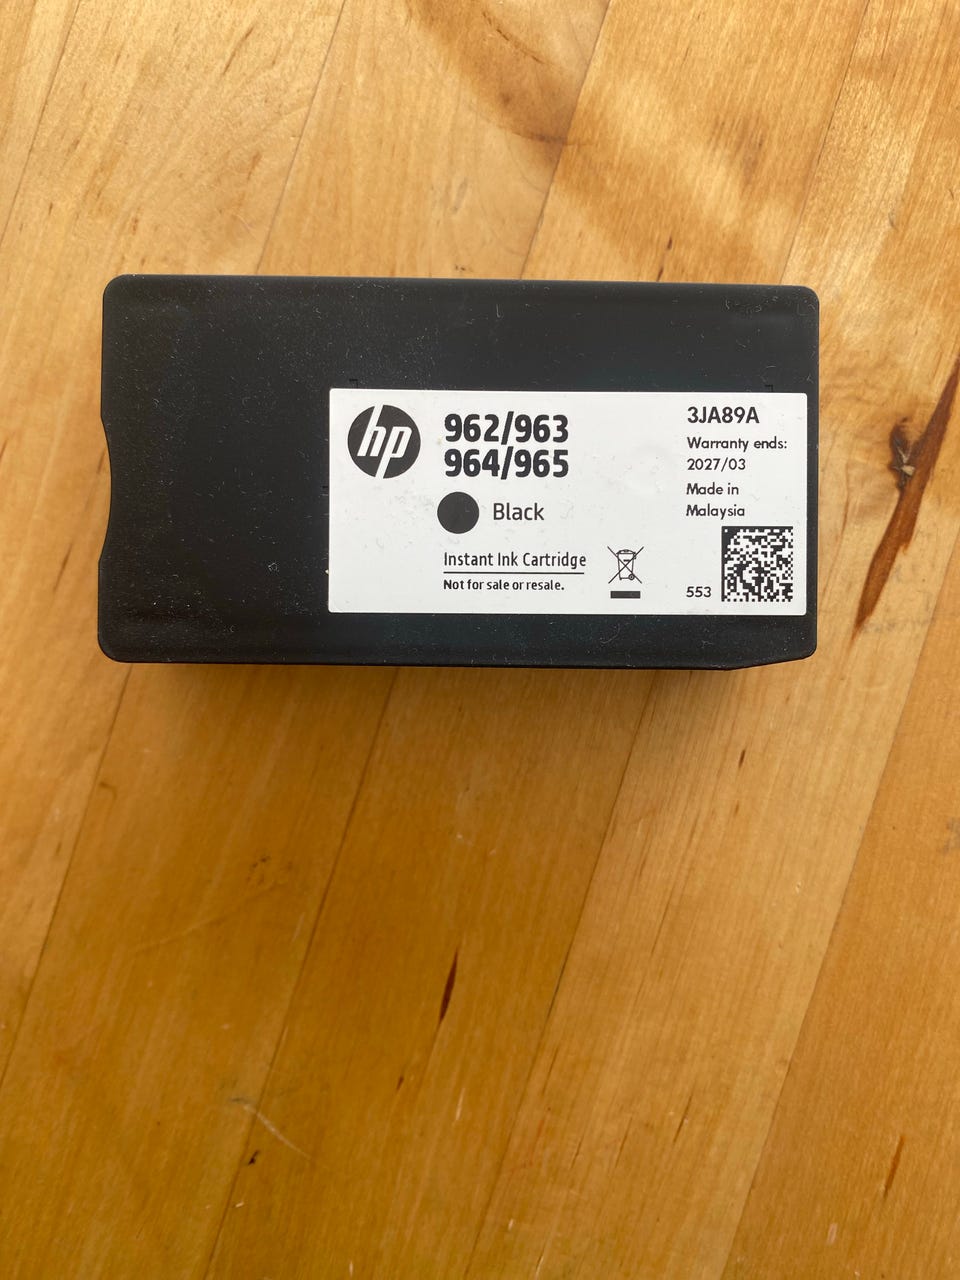 hp
962/963
964/965
Black
Instant Ink Cartridge
Not for sale or resale.
3JA89A
Warranty ends:
2027/03
Made in
Malaysia
553